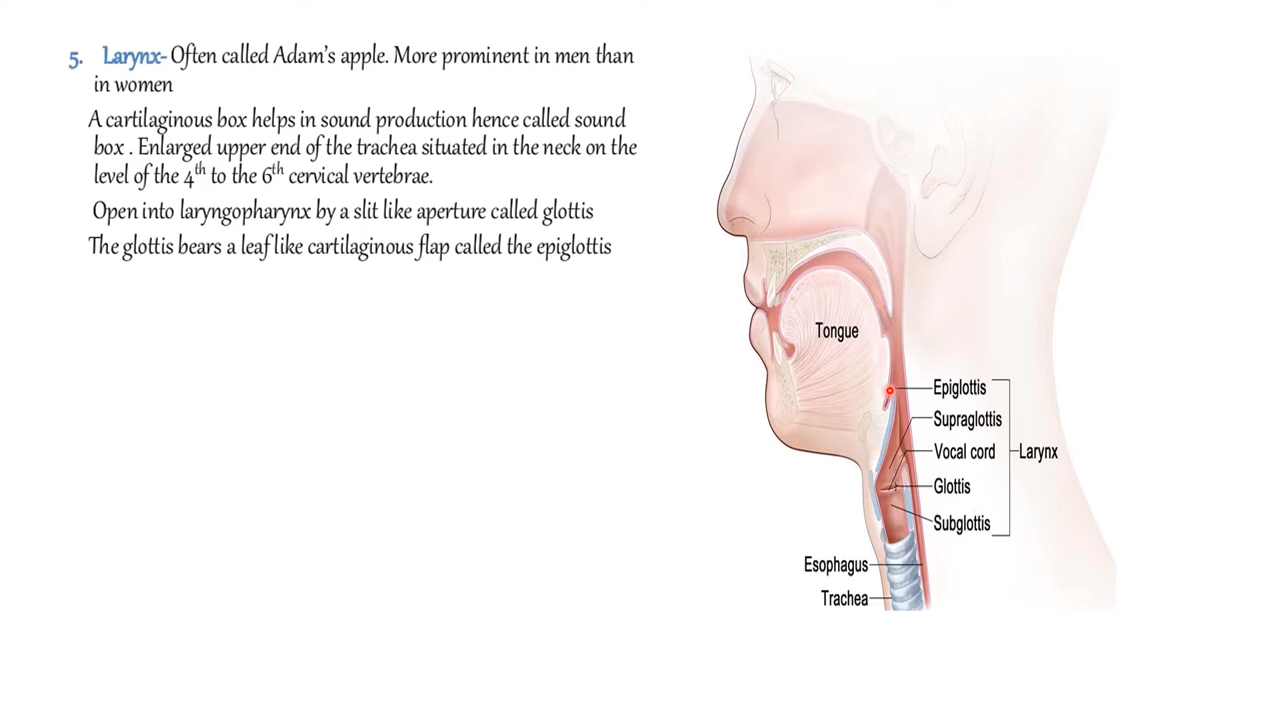 5. Larynx- Often called Adam's apple. More prominent in men than
in women
A cartilaginous box helps in sound production hence called sound
box . Enlarged upper end of the trachea situated in the neck on the
level of the 4th to the 6th cervical vertebrae.
Open into laryngopharynx by a slit like aperture called glottis
The glottis bears a leaf like cartilaginous flap called the epiglottis
Tongue
Epiglottis
Supraglottis
Vocal cord
Larynx
Glottis
Subglottis
Esophagus
Trachea